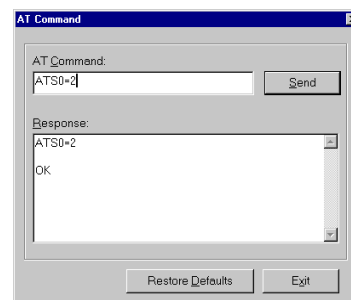 AT Command
AT Command:
ATS0=2
Send
Response:
ATS0=2
OK
Restore Defaults
Exit